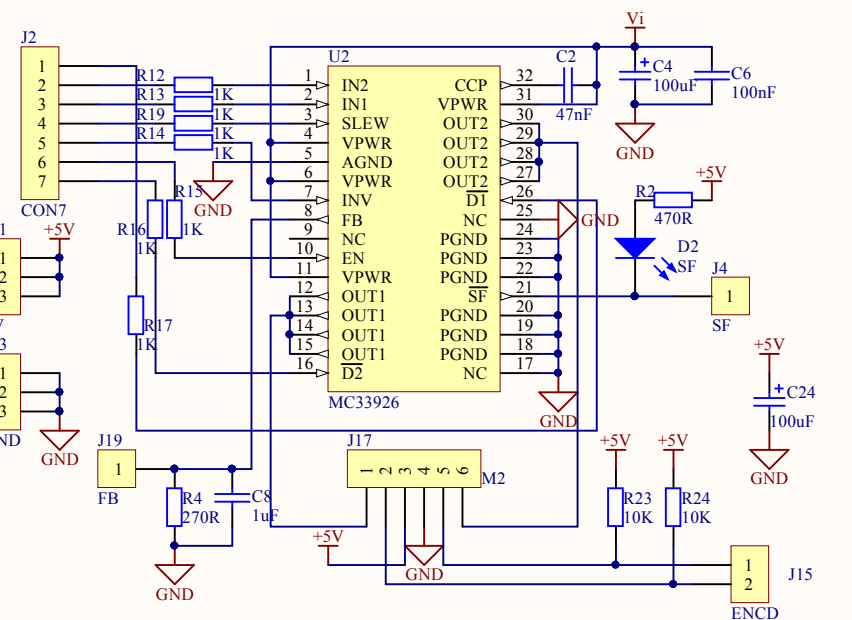 Vi
J2
1
2
3
4
5
6
7
CON7
R12
1K
R13
1K
R19
1K
R14
1K
R15
1K
R16
1K
R17
1K
GND
U2
1 IN2
2 IN1
3 SLEW
4 VPWR
5 AGND
6 VPWR
7 INV
8 FB
9 NC
10 EN
11 VPWR
12 OUT1
13 OUT1
14 OUT1
15 OUT1
16 D2
CCP 32
VPWR 31
OUT2 30
OUT2 29
OUT2 28
OUT2 27
D1 26
NC 25
PGND 24
PGND 23
PGND 22
SF 21
PGND 20
PGND 19
PGND 18
NC 17
MC33926
C2
47nF
C4
100uF
C6
100nF
GND
GND
GND
+5V
R2
470R
D2
SF
J4
1
SF
+5V
C24
100uF
GND
1
+5V
1
2
3
V
3
1
2
3
ND
GND
J19
1
FB
R4
270R
C8
1uF
GND
J17
1 2 3 4 5 6
M2
+5V
GND
+5V
R23
10K
+5V
R24
10K
1
2
J15
ENCD